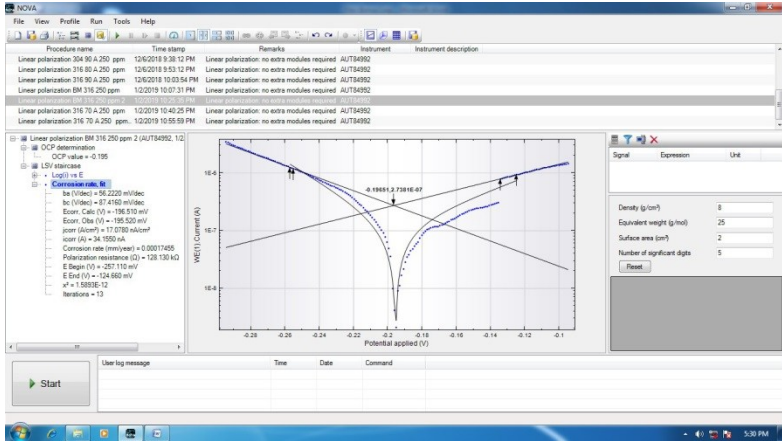 NOVA
File View Profile Run Tools Help
Procedure name Time stamp Remarks Instrument Instrument description
Linear polarization 304 90 A 250 ppm 12/6/2018 9:38:12 PM Linear polarization: no extra modules required AUT84992
Linear polarization 316 80 A 250 ppm 12/6/2018 9:53:12 PM Linear polarization: no extra modules required AUT84992
Linear polarization 316 90 A 250 ppm 12/6/2018 10:03:54 PM Linear polarization: no extra modules required AUT84992
Linear polarization BM 316 250 ppm 1/2/2019 10:07:31 PM Linear polarization: no extra modules required AUT84992
Linear polarization BM 316 250 ppm 2 1/2/2019 10:25:35 PM Linear polarization: no extra modules required AUT84992
Linear polarization 316 70 A 250 ppm 1/2/2019 10:40:25 PM Linear polarization: no extra modules required AUT84992
Linear polarization 316 70 A 250 ppm.. 1/2/2019 10:55:59 PM Linear polarization: no extra modules required AUT84992
Linear polarization BM 316 250 ppm 2 (AUT84992, 1/2
OCP determination
OCP value = -0.195
LSV staircase
Log(i) vs E
Corrosion rate, fit
ba (V/dec) = 56.2220 mV/dec
bc (V/dec) = 87.4160 mV/dec
Ecorr, Calc (V) = -196.510 mV
Ecorr, Obs (V) = -195.520 mV
jcorr (A/cm²) = 17.0780 nA/cm²
icorr (A) = 34.1550 nA
Corrosion rate (mm/year) = 0.00017455
Polarization resistance (Ω) = 128.130 kΩ
E Begin (V) = -257.110 mV
E End (V) = -124.660 mV
x² = 1.5893E-12
Iterations = 13
WE(1).Current (A)
1E-6
1E-7
1E-8
-0.19651,2.7381E-07
-0.28 -0.26 -0.24 -0.22 -0.2 -0.18 -0.16 -0.14 -0.12 -0.1
Potential applied (V)
Signal Expression Unit
Density (g/cm³) 8
Equivalent weight (g/mol) 25
Surface area (cm²) 2
Number of significant digits 5
Reset
Start
User log message Time Date Command
5:30 PM